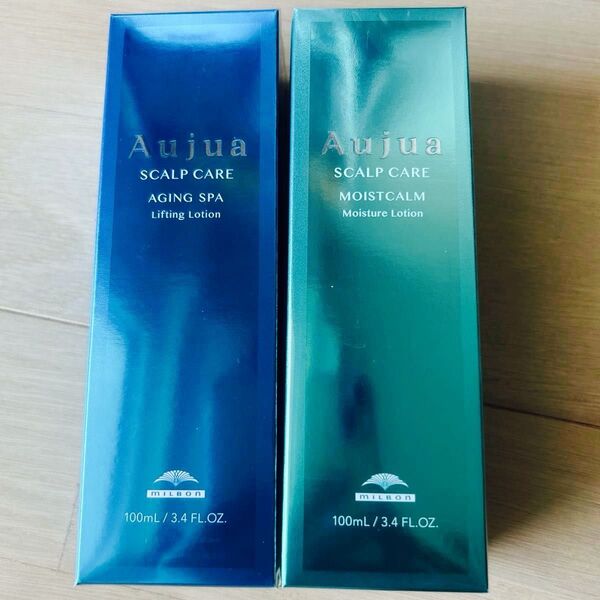 Aujua
SCALP CARE
AGING SPA
Lifting Lotion
MILBON
100mL / 3.4 FL.OZ.
Aujua
SCALP CARE
MOISTCALM
Moisture Lotion
MILBON
100mL / 3.4 FL.OZ.